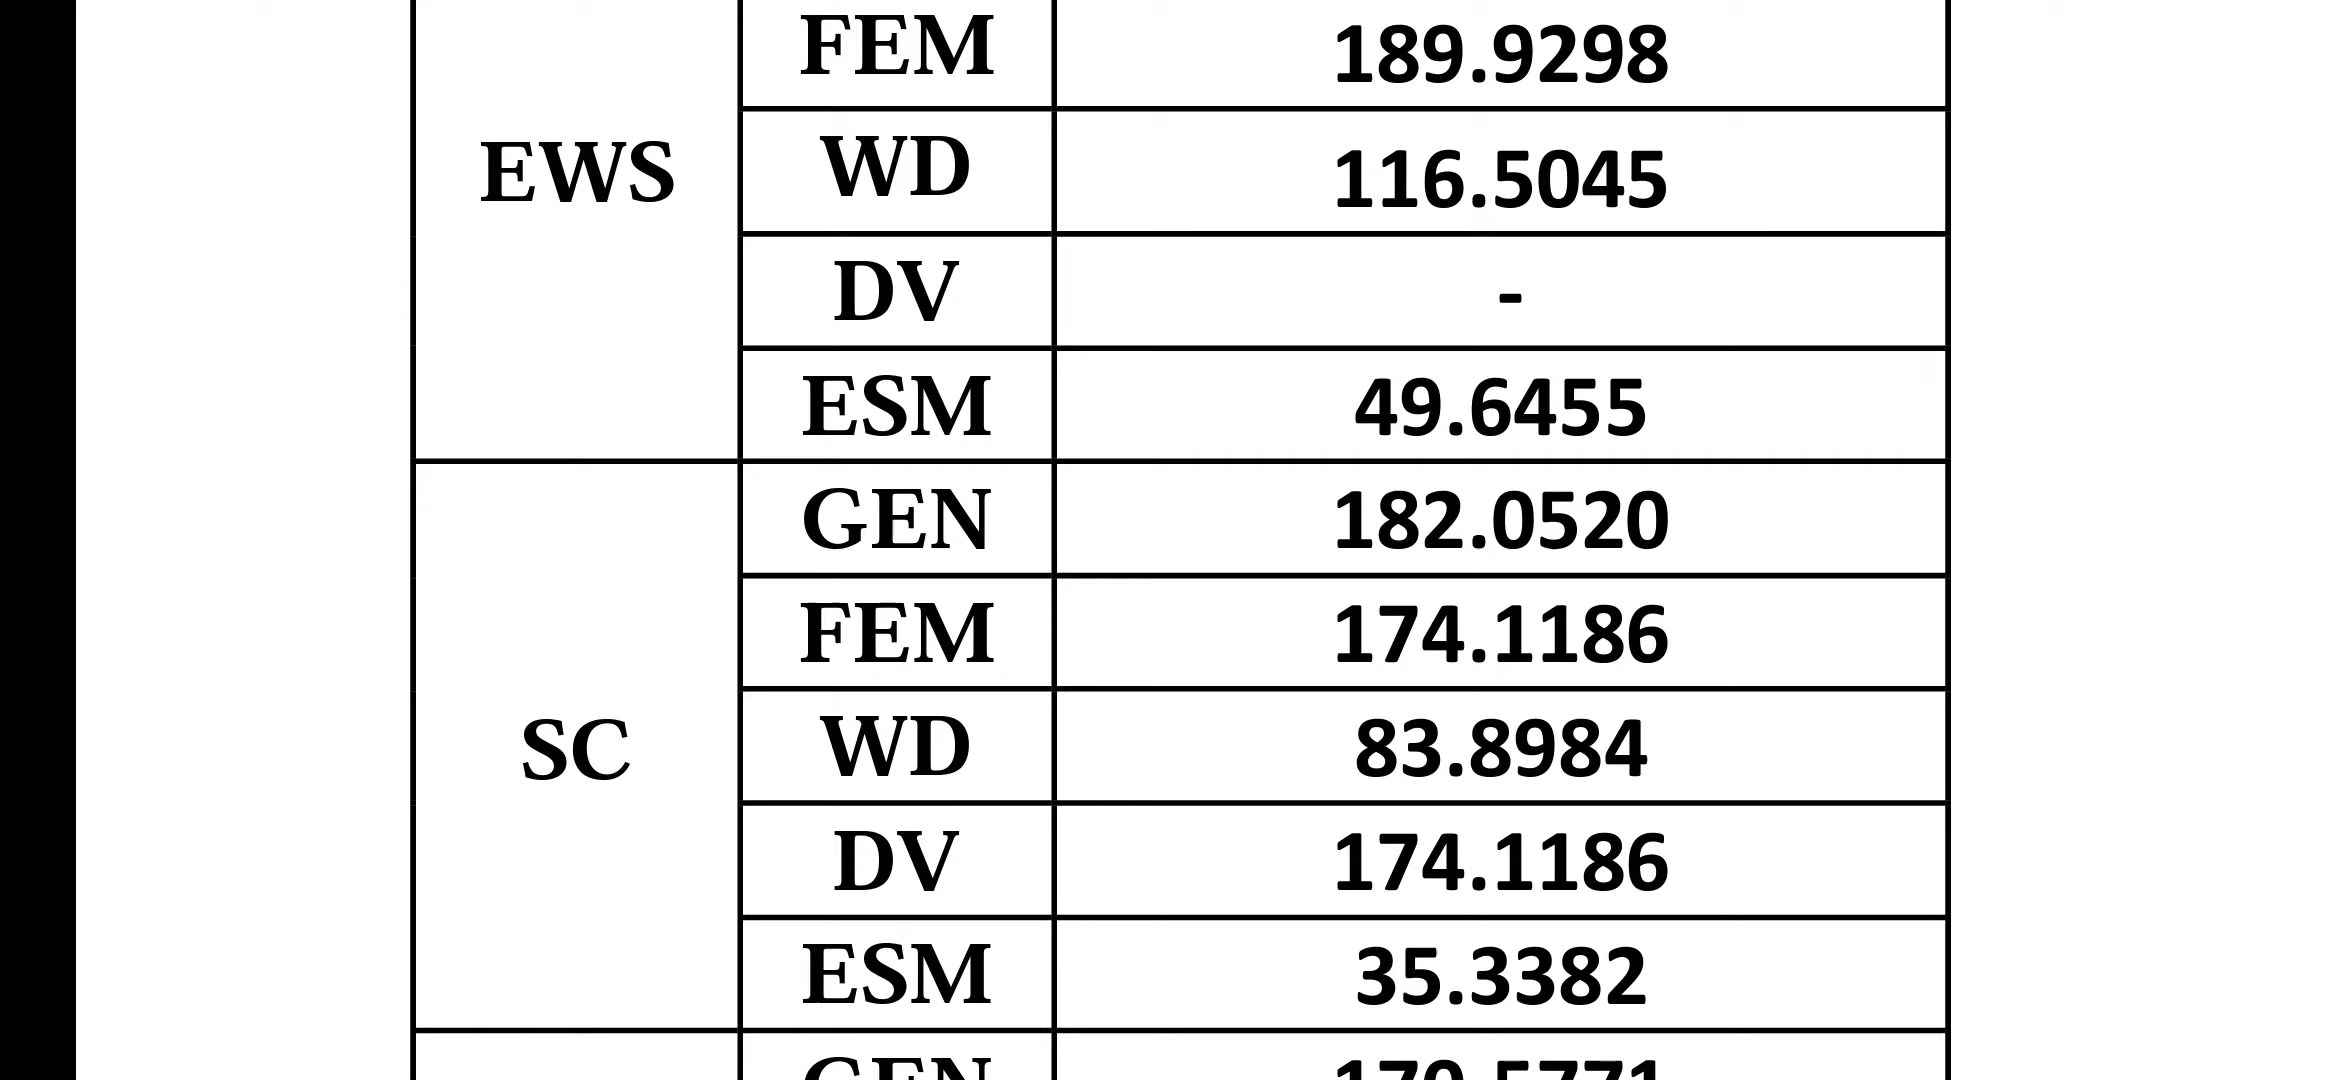 FEM 189.9298
EWS
WD 116.5045
DV -
ESM 49.6455
GEN 182.0520
FEM 174.1186
SC
WD 83.8984
DV 174.1186
ESM 35.3382
GEN